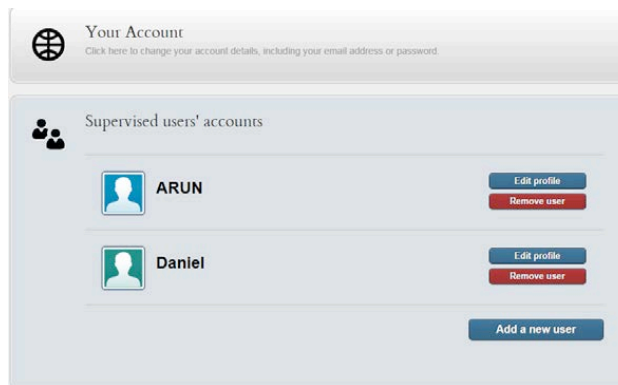 Your Account
Click here to change your account details, including your email address or password.
Supervised users' accounts
ARUN
Edit profile
Remove user
Daniel
Edit profile
Remove user
Add a new user